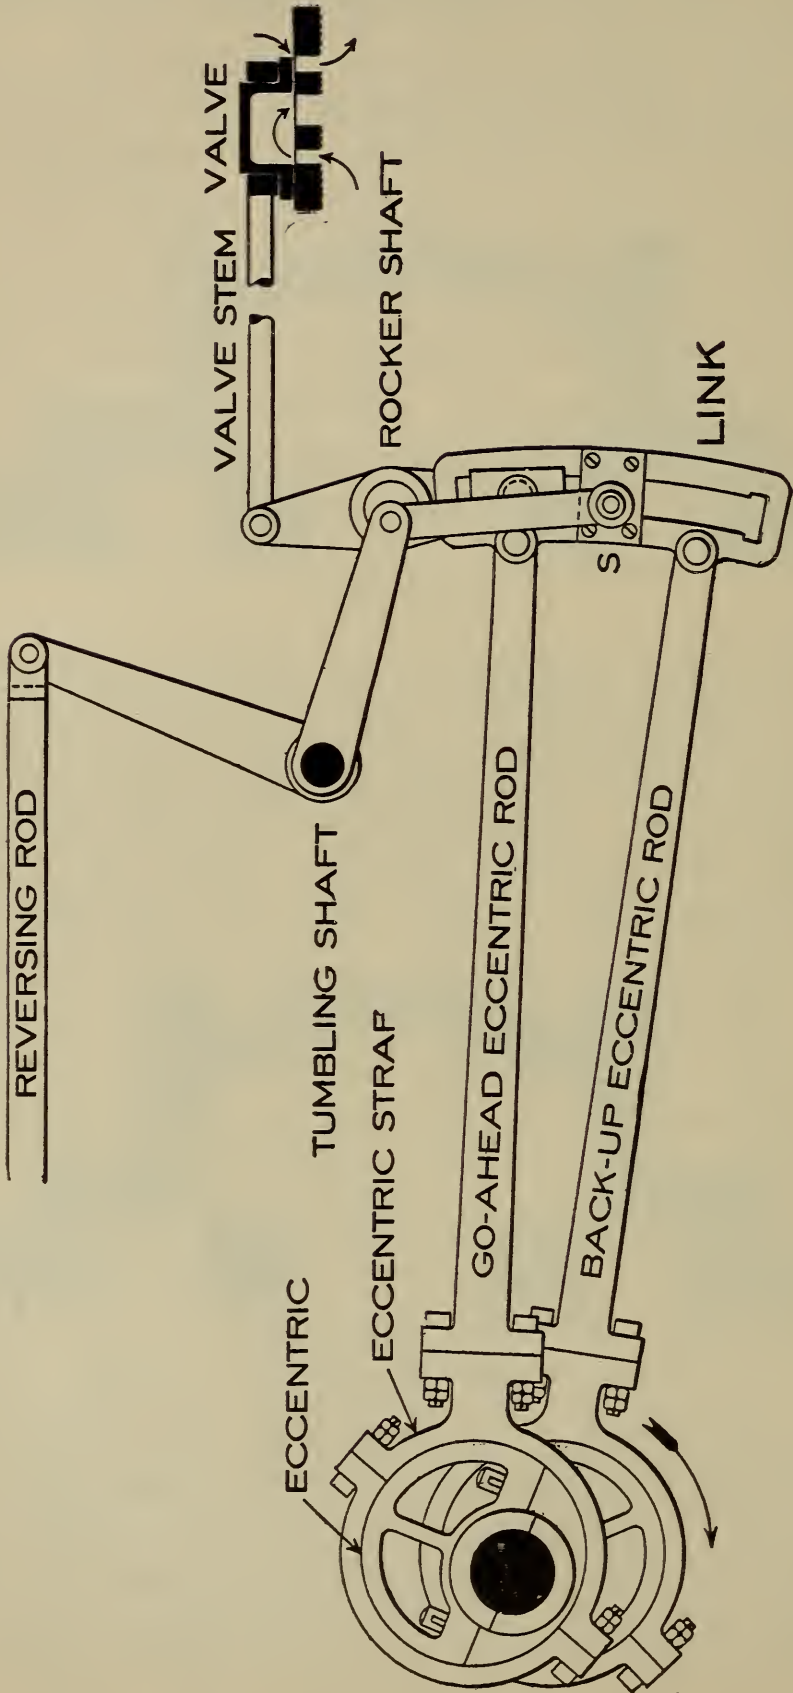 REVERSING ROD
VALVE STEM
VALVE
ECCENTRIC
TUMBLING SHAFT
ECCENTRIC STRAP
ROCKER SHAFT
GO-AHEAD ECCENTRIC ROD
S
BACK-UP ECCENTRIC ROD
LINK